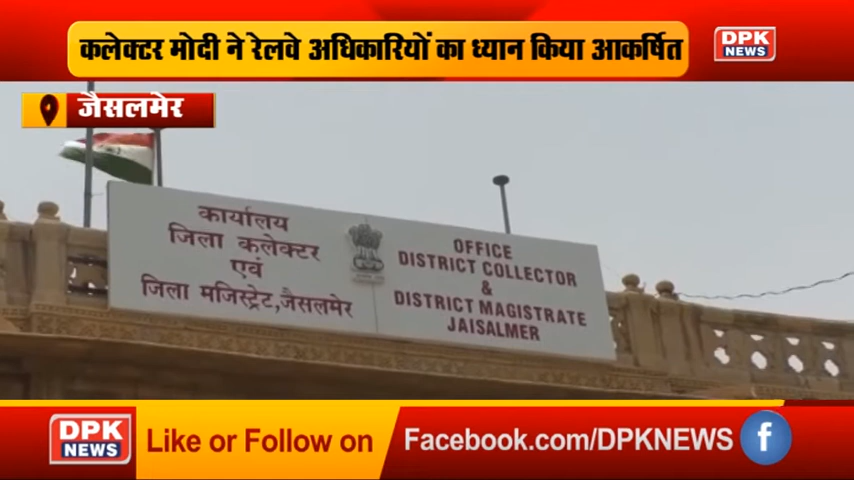 कलेक्टर मोदी ने रेलवे अधिकारियों का ध्यान किया आकर्षित
DPK
NEWS
जैसलमेर
कार्यालय
जिला कलेक्टर
एवं
जिला मजिस्ट्रेट,जैसलमेर
OFFICE
DISTRICT COLLECTOR
&
DISTRICT MAGISTRATE
JAISALMER
DPK
NEWS
Like or Follow on
Facebook.com/DPKNEWS
f